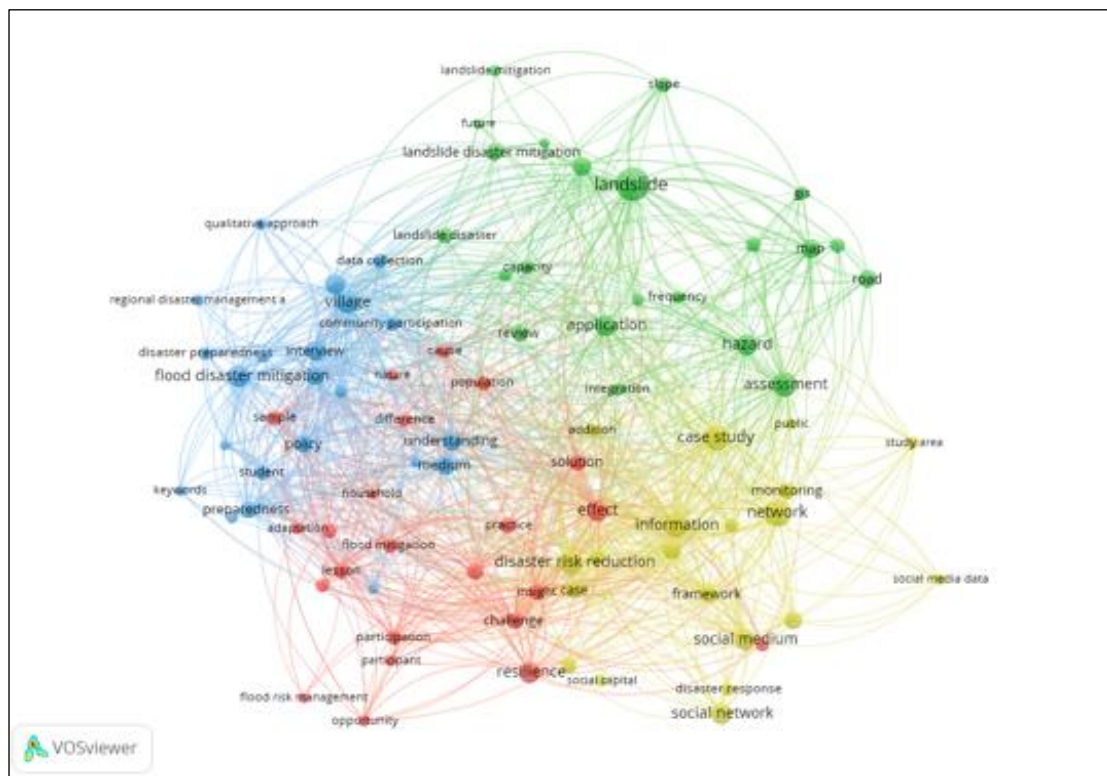 landslide mitigation
slope
future
landslide disaster mitigation
landslide
gis
qualitative approach
landslide disaster
map
data collection
capacity
road
regional disaster management a
village
frequency
community participation
application
review
hazard
disaster preparedness
interview
cause
flood disaster mitigation
nature
population
integration
assessment
sample
difference
addition
public
policy
understanding
case study
study area
student
medium
solution
keywords
household
monitoring
preparedness
effect
network
adaptation
practice
information
flood mitigation
lesson
disaster risk reduction
social media data
insight
case
framework
challenge
participation
social medium
participant
resilience
social capital
flood risk management
disaster response
opportunity
social network
VOSviewer